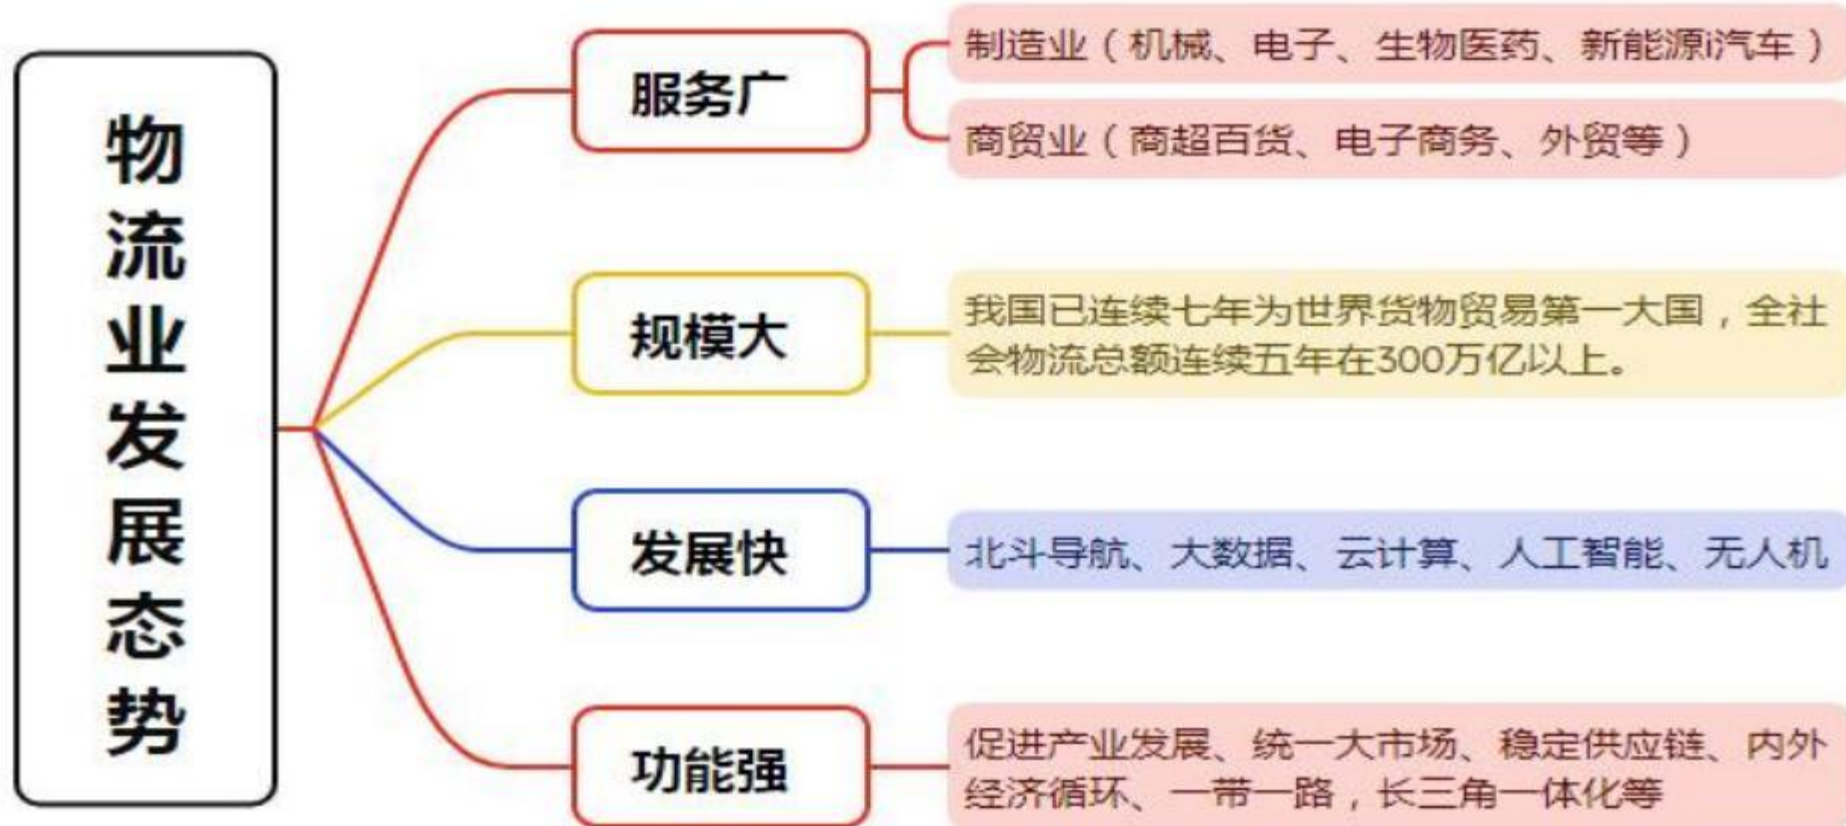 物流业发展态势
服务广
制造业（机械、电子、生物医药、新能源i汽车）
商贸业（商超百货、电子商务、外贸等）
规模大
我国已连续七年为世界货物贸易第一大国，全社
会物流总额连续五年在300万亿以上。
发展快
北斗导航、大数据、云计算、人工智能、无人机
功能强
促进产业发展、统一大市场、稳定供应链、内外
经济循环、一带一路，长三角一体化等